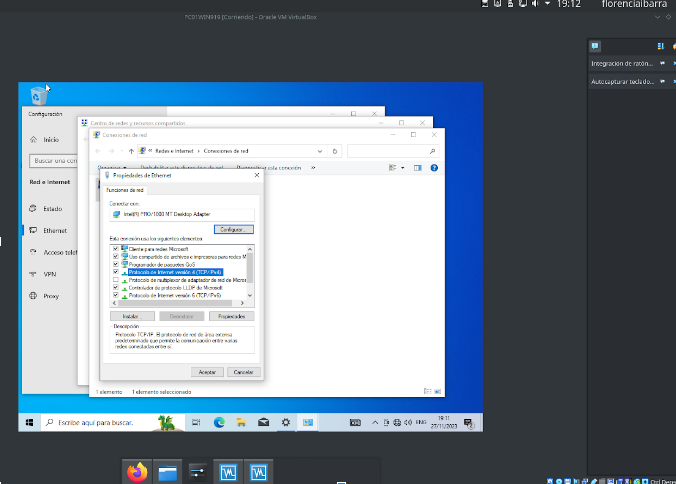 19:12 florenciaibarra
PC01WIN919 [Corriendo] - Oracle VM VirtualBox
Integración de ratón...
Autocapturar teclado...
Configuración
Centro de redes y recursos compartidos
Conexiones de red
Inicio
Redes e Internet > Conexiones de red
Buscar una con
Organizar Deshabilitar este dispositivo de red Diagnosticar esta conexión »
Red e Internet
Propiedades de Ethernet
Funciones de red
Estado
Conectar con:
Intel(R) PRO/1000 MT Desktop Adapter
Ethernet
Configurar...
Esta conexión usa los siguientes elementos:
Acceso telef
Cliente para redes Microsoft
Uso compartido de archivos e impresoras para redes M
Programador de paquetes QoS
VPN
Protocolo de Internet versión 4 (TCP/IPv4)
Protocolo de multiplexor de adaptador de red de Micros
Controlador de protocolo LLDP de Microsoft
Proxy
Protocolo de Internet versión 6 (TCP/IPv6)
Instalar... Desinstalar Propiedades
Descripción
Protocolo TCP/IP. El protocolo de red de área extensa
predeterminado que permite la comunicación entre varias
redes conectadas entre sí.
Aceptar Cancelar
1 elemento 1 elemento seleccionado
Escribe aquí para buscar.
ENG
19:11
27/11/2023
Ctrl Derec